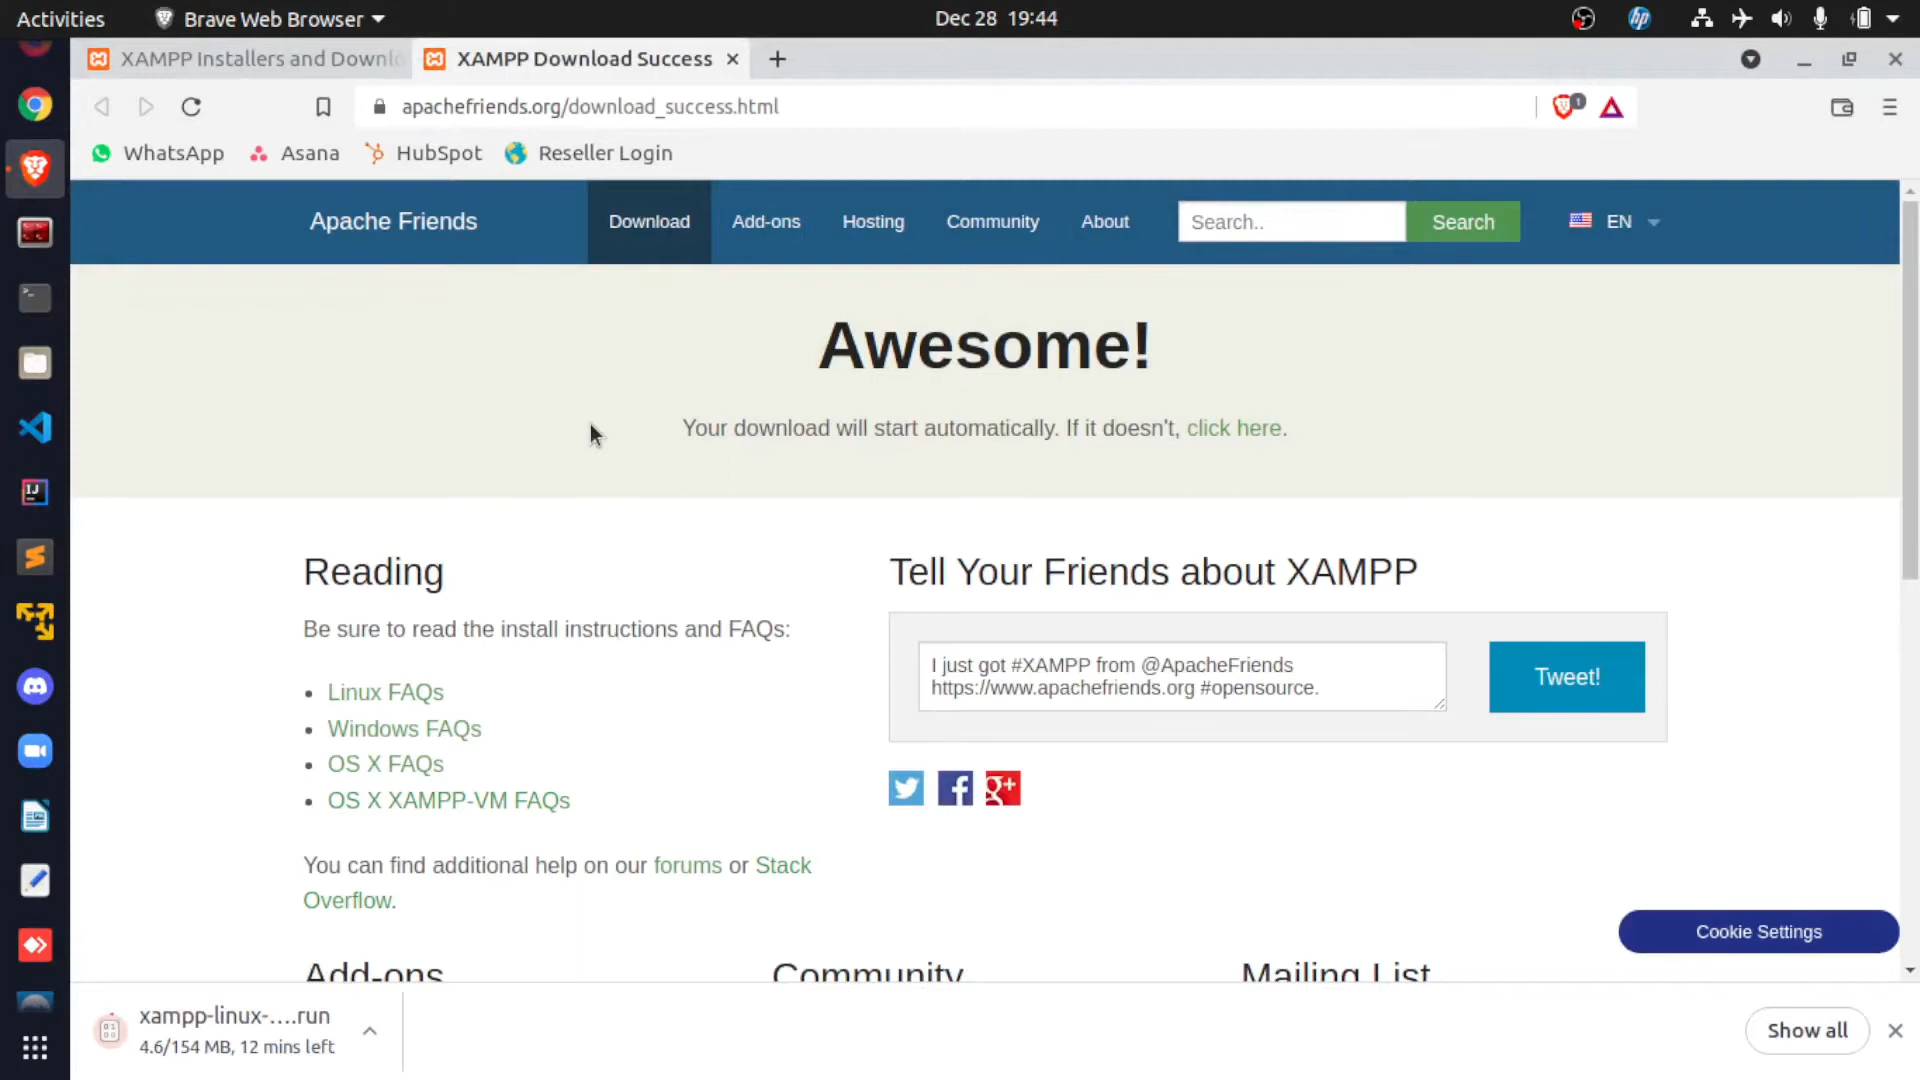 Activities
Brave Web Browser
Dec 28 19:44
hp
XAMPP Installers and Downl
XAMPP Download Success
apachefriends.org/download_success.html
1
WhatsApp
Asana
HubSpot
Reseller Login
Apache Friends
Download
Add-ons
Hosting
Community
About
Search..
Search
EN
Awesome!
Your download will start automatically. If it doesn't, click here.
Reading
Be sure to read the install instructions and FAQs:
Linux FAQs
Windows FAQs
OS X FAQs
OS X XAMPP-VM FAQs
You can find additional help on our forums or Stack
Overflow.
Tell Your Friends about XAMPP
I just got #XAMPP from @ApacheFriends
https://www.apachefriends.org #opensource.
Tweet!
g+
Cookie Settings
Add-ons
Community
Mailing List
IJ
xampp-linux-....run
4.6/154 MB, 12 mins left
Show all